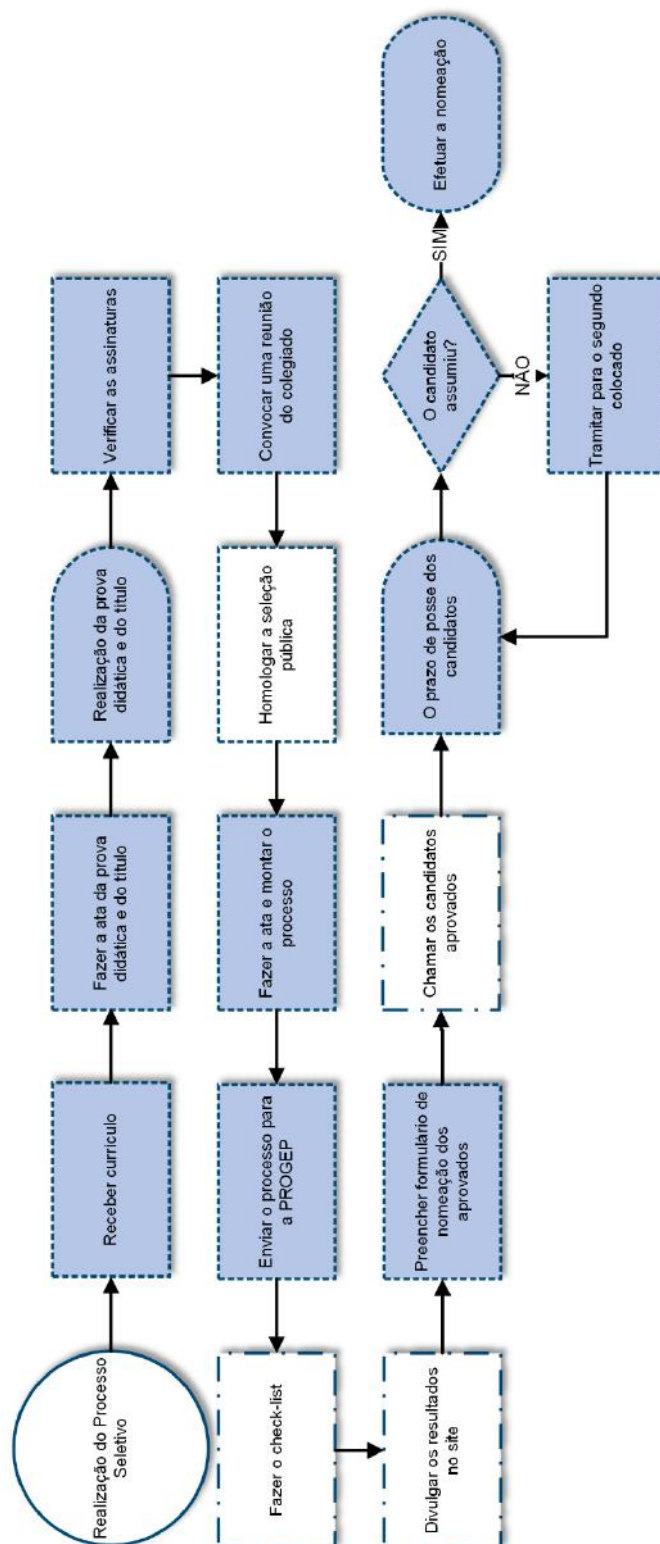 Realização do Processo
Seletivo
Receber currículo
Fazer a ata da prova
didática e do título
Realização da prova
didática e do título
Verificar as assinaturas
Convocar uma reunião
do colegiado
Homologar a seleção
pública
Fazer a ata e montar o
processo
Enviar o processo para
a PROGEP
Fazer o check-list
Divulgar os resultados
no site
Preencher formulário de
nomeação dos
aprovados
Chamar os candidatos
aprovados
O prazo de posse dos
candidatos
O candidato
assumiu?
SIM
Efetuar a nomeação
NÃO
Tramitar para o segundo
colocado